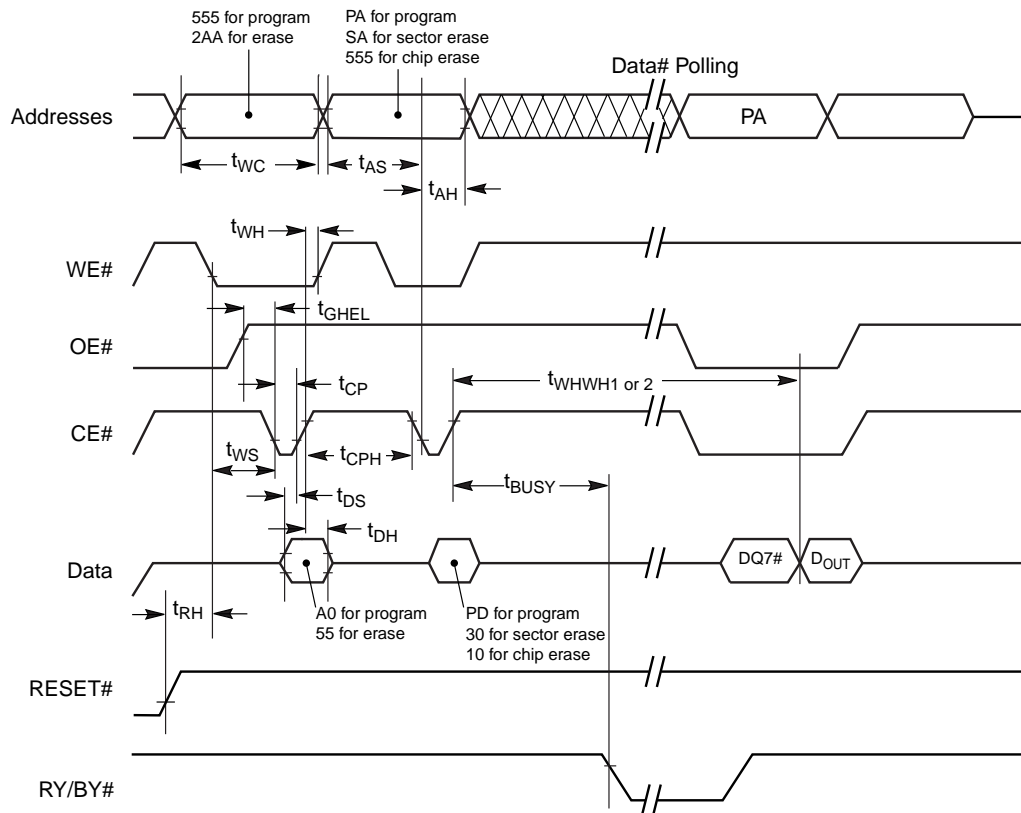 555 for program
2AA for erase
PA for program
SA for sector erase
555 for chip erase
Data# Polling
Addresses
PA
tWC
tAS
tAH
tWH
WE#
tGHEL
OE#
tWHWH1 or 2
tCP
CE#
tWS
tCPH
tBUSY
tDS
tDH
Data
DQ7#
DOUT
tRH
A0 for program
55 for erase
PD for program
30 for sector erase
10 for chip erase
RESET#
RY/BY#